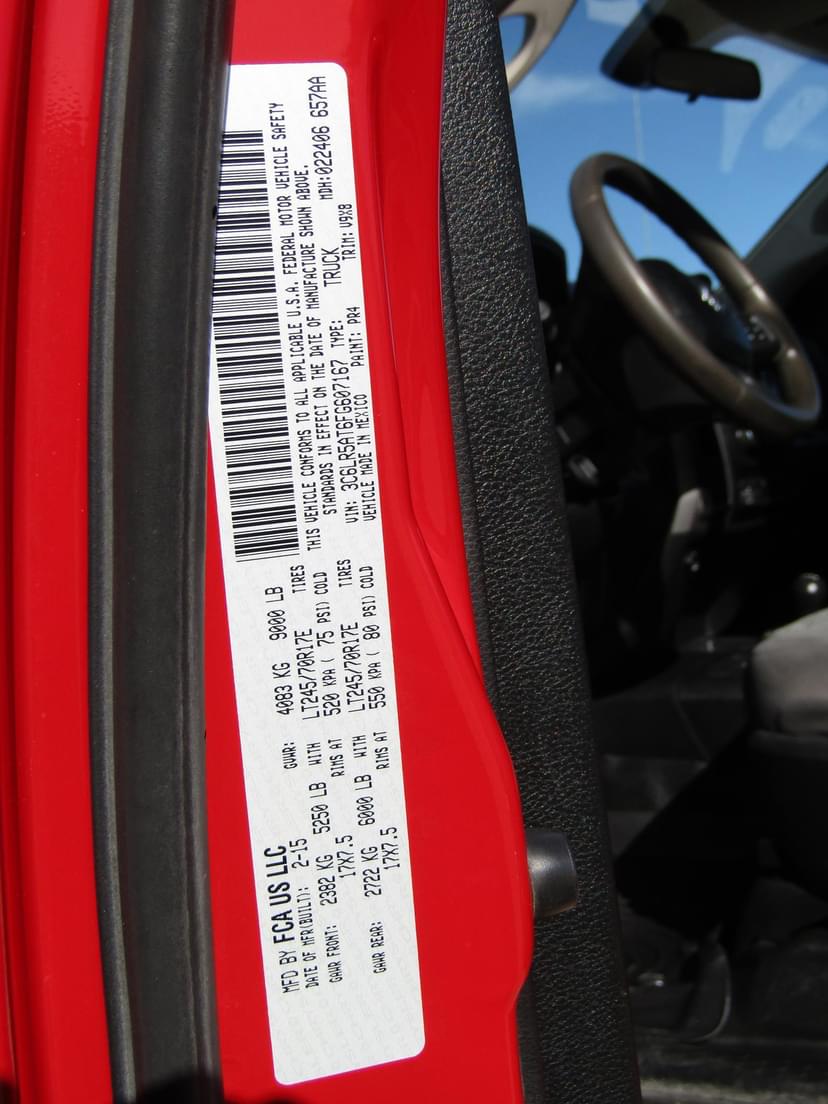 MFD BY FCA US LLC
DATE OF MFR(BUILT): 2-15 GVWR: 4083 KG 9000 LB
GAWR FRONT: 2382 KG 5250 LB WITH LT245/70R17E TIRES
17X7.5 RIMS AT 520 KPA ( 75 PSI) COLD
GAWR REAR: 2722 KG 6000 LB WITH LT245/70R17E TIRES
17X7.5 RIMS AT 550 KPA ( 80 PSI) COLD
THIS VEHICLE CONFORMS TO ALL APPLICABLE U.S.A. FEDERAL MOTOR VEHICLE SAFETY
STANDARDS IN EFFECT ON THE DATE OF MANUFACTURE SHOWN ABOVE.
VIN: 3C6LR5AT6FG607167 TYPE: TRUCK MDH:022406 657AA
VEHICLE MADE IN MEXICO PAINT: PR4 TRIM: V9X8